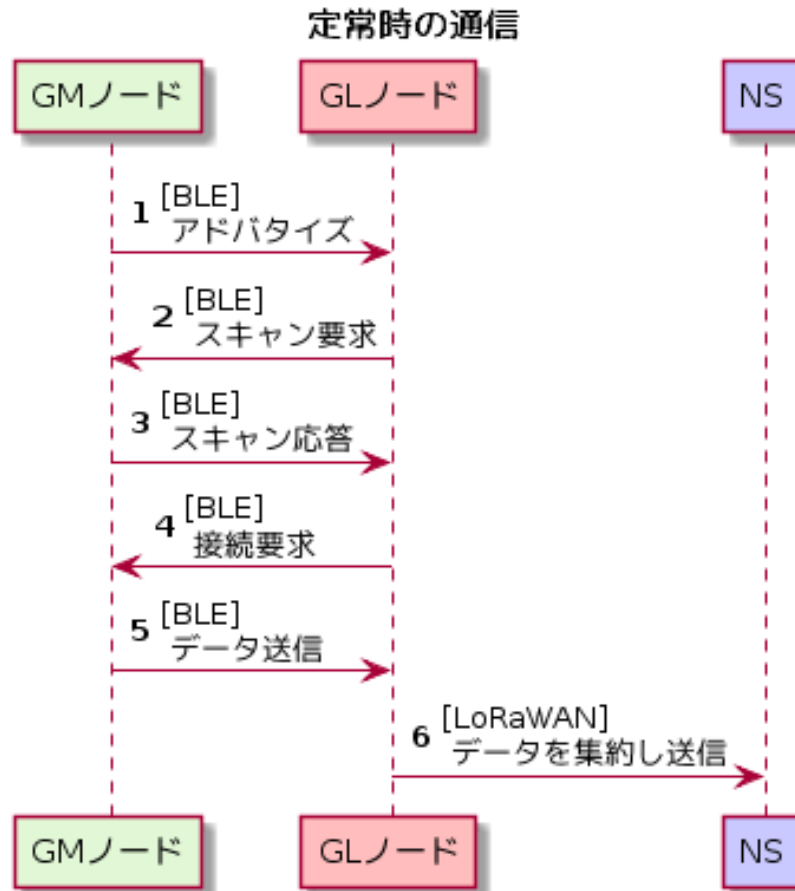 定常時の通信
GMノード
GLノード
NS
1 [BLE]
アドバタイズ
2 [BLE]
スキャン要求
3 [BLE]
スキャン応答
4 [BLE]
接続要求
5 [BLE]
データ送信
6 [LoRaWAN]
データを集約し送信
GMノード
GLノード
NS